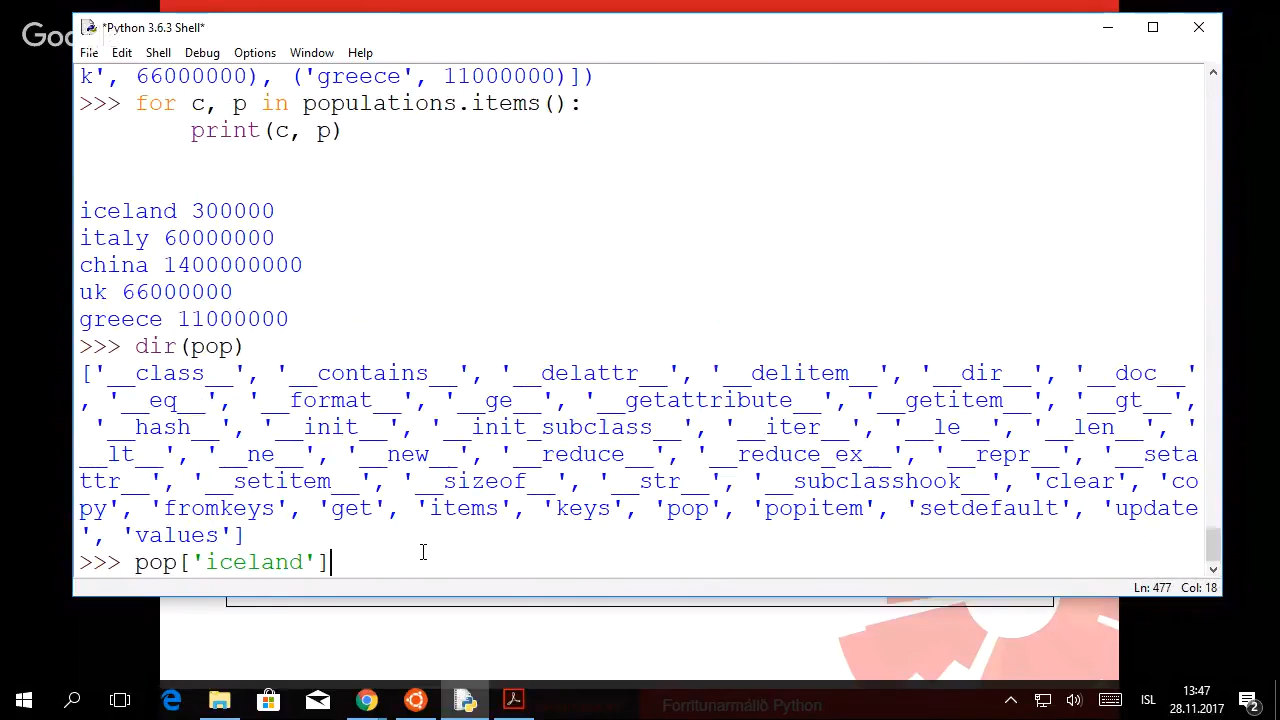 Goo
*Python 3.6.3 Shell*
File Edit Shell Debug Options Window Help
k', 66000000), ('greece', 11000000)])
>>> for c, p in populations.items():
        print(c, p)
iceland 300000
italy 60000000
china 1400000000
uk 66000000
greece 11000000
>>> dir(pop)
['__class__', '__contains__', '__delattr__', '__delitem__', '__dir__', '__doc__'
, '__eq__', '__format__', '__ge__', '__getattribute__', '__getitem__', '__gt__',
 '__hash__', '__init__', '__init_subclass__', '__iter__', '__le__', '__len__', '
__lt__', '__ne__', '__new__', '__reduce__', '__reduce_ex__', '__repr__', '__seta
ttr__', '__setitem__', '__sizeof__', '__str__', '__subclasshook__', 'clear', 'co
py', 'fromkeys', 'get', 'items', 'keys', 'pop', 'popitem', 'setdefault', 'update
', 'values']
>>> pop['iceland']
Ln: 477 Col: 18
Forritunarmálið Python
ISL
13:47
28.11.2017
2